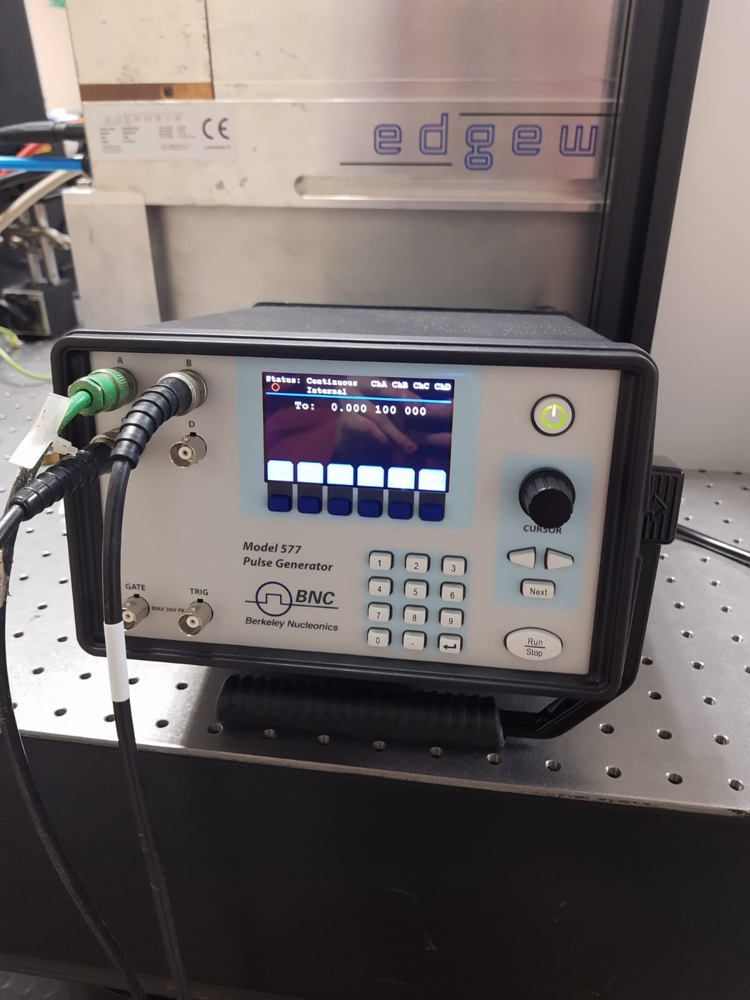 CE
edgew
A
B
Status: Continuous ChA ChB ChC ChD
Internal
To: 0.000 100 000
D
CURSOR
Model 577
Pulse Generator
1 2 3
4 5 6
7 8 9
0 .
Next
GATE
TRIG
MAX 30V PK
BNC
Berkeley Nucleonics
Run
Stop